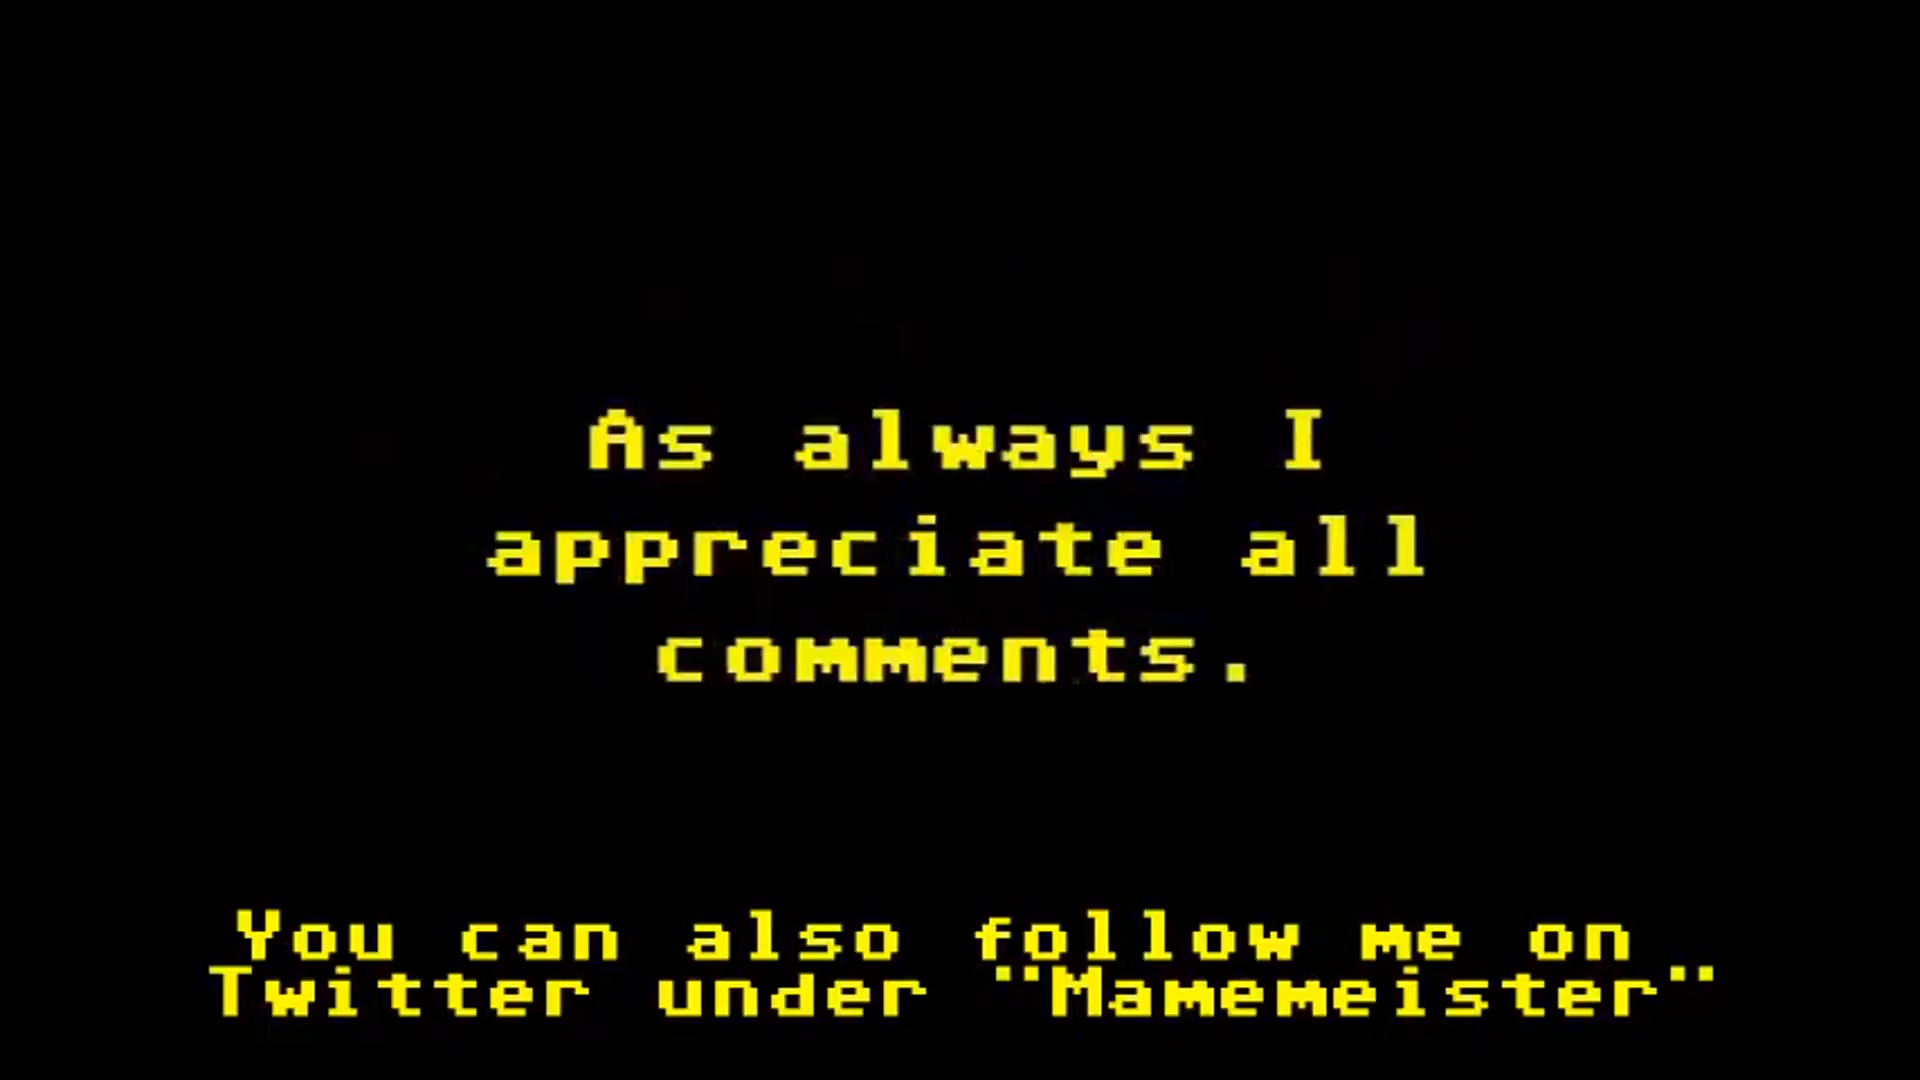 As always I
appreciate all
comments.
You can also follow me on
Twitter under "Mamemeister"